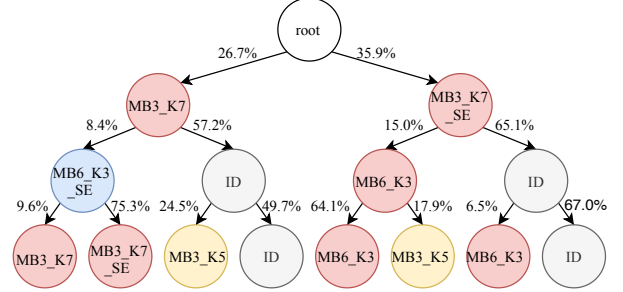 root
26.7%
35.9%
MB3_K7
MB3_K7
_SE
8.4%
57.2%
15.0%
65.1%
MB6_K3
_SE
ID
MB6_K3
ID
9.6%
75.3%
24.5%
49.7%
64.1%
17.9%
6.5%
67.0%
MB3_K7
MB3_K7
_SE
MB3_K5
ID
MB6_K3
MB3_K5
MB6_K3
ID